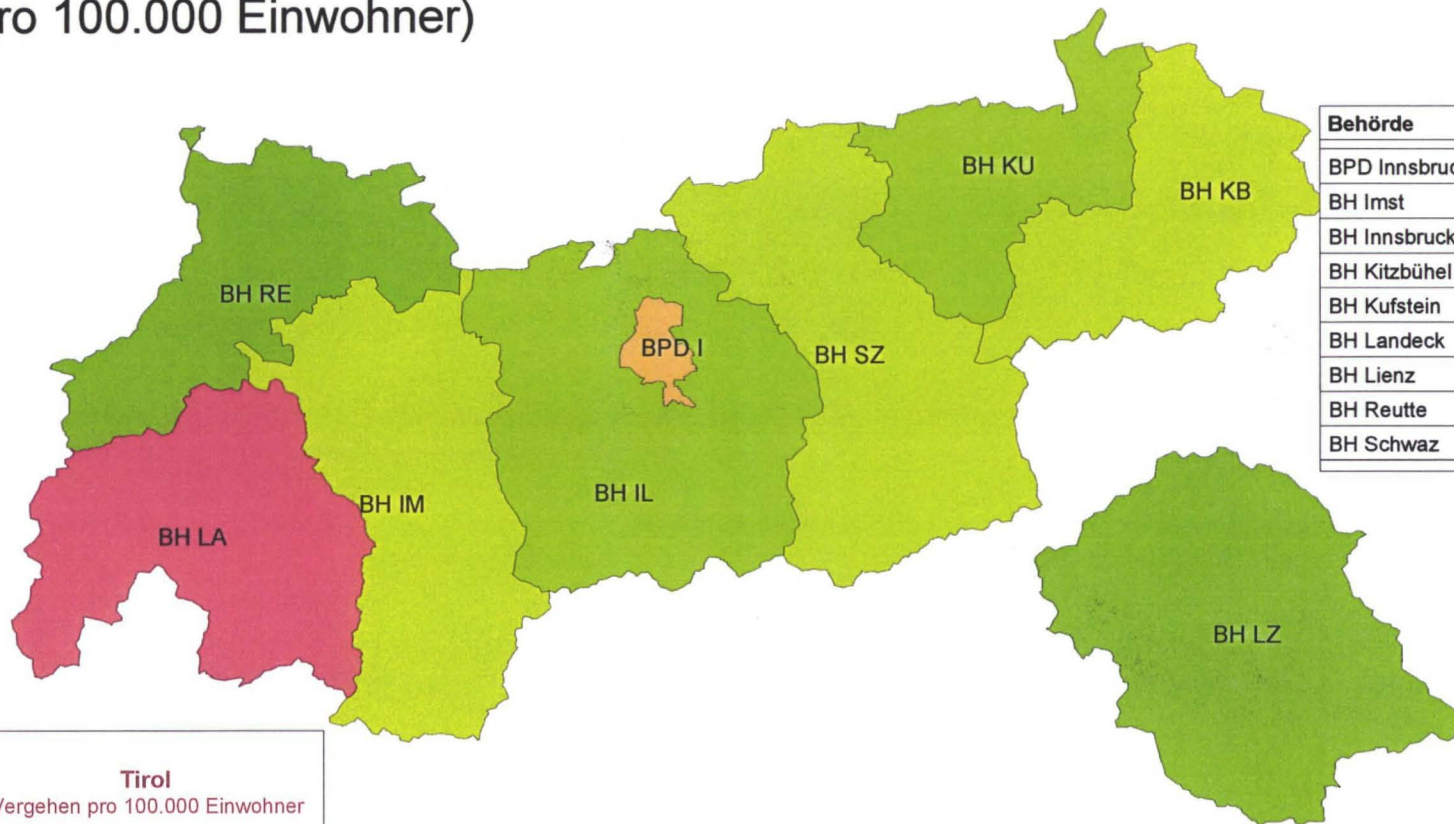 ro 100.000 Einwohner)
BH KU
BH KB
BH RE
BPD I
BH SZ
BH IM
BH IL
BH LA
BH LZ
Behörde
BPD Innsbruc
BH Imst
BH Innsbruck
BH Kitzbühel
BH Kufstein
BH Landeck
BH Lienz
BH Reutte
BH Schwaz
Tirol
Vergehen pro 100.000 Einwohner